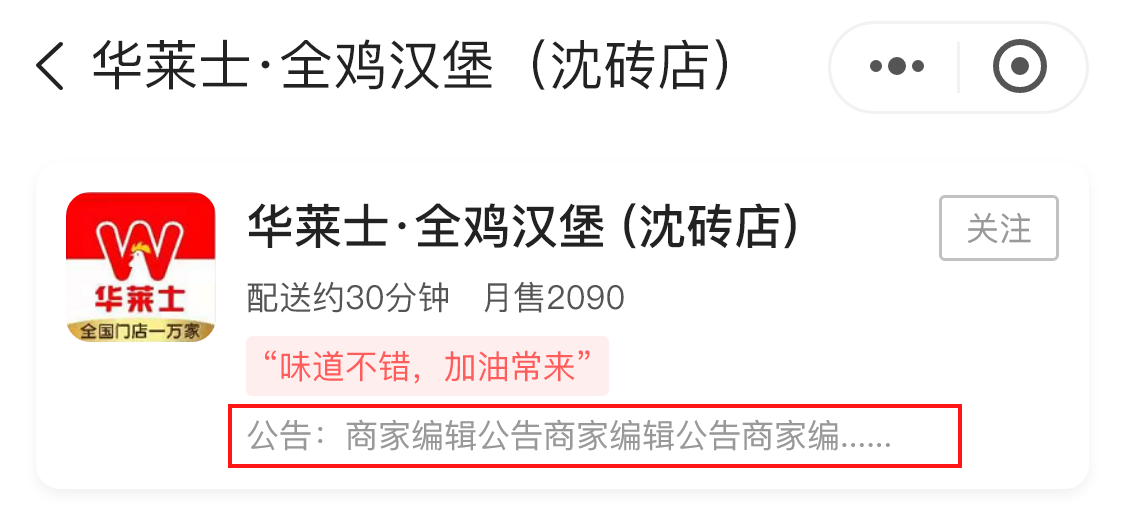 华莱士·全鸡汉堡（沈砖店）
华莱士·全鸡汉堡 (沈砖店)
关注
华莱士
全国门店一万家
配送约30分钟 月售2090
“味道不错，加油常来”
公告：商家编辑公告商家编辑公告商家编......